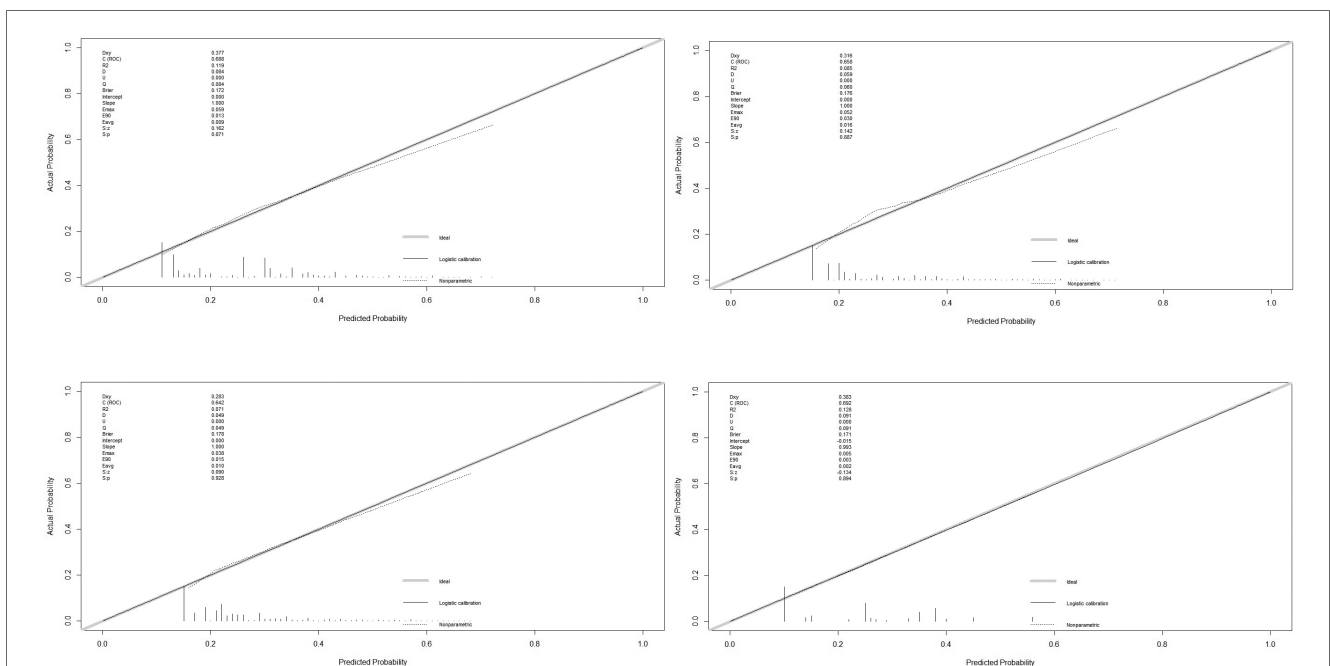 Dxy 0.377
C (ROC) 0.688
R2 0.119
D 0.084
U 0.000
Q 0.084
Brier 0.172
Intercept 0.000
Slope 1.000
Emax 0.059
E90 0.013
Eavg 0.009
S:z 0.162
S:p 0.871
Actual Probability
1.0
0.8
0.6
0.4
0.2
0.0
Ideal
Logistic calibration
Nonparametric
0.0 0.2 0.4 0.6 0.8 1.0
Predicted Probability
Dxy 0.316
C (ROC) 0.658
R2 0.085
D 0.059
U 0.000
Q 0.060
Brier 0.176
Intercept 0.000
Slope 1.000
Emax 0.052
E90 0.030
Eavg 0.016
S:z 0.142
S:p 0.887
Actual Probability
1.0
0.8
0.6
0.4
0.2
0.0
Ideal
Logistic calibration
Nonparametric
0.0 0.2 0.4 0.6 0.8 1.0
Predicted Probability
Dxy 0.283
C (ROC) 0.642
R2 0.071
D 0.049
U 0.000
Q 0.049
Brier 0.178
Intercept 0.000
Slope 1.000
Emax 0.038
E90 0.015
Eavg 0.010
S:z 0.090
S:p 0.928
Actual Probability
1.0
0.8
0.6
0.4
0.2
0.0
Ideal
Logistic calibration
Nonparametric
0.0 0.2 0.4 0.6 0.8 1.0
Predicted Probability
Dxy 0.383
C (ROC) 0.692
R2 0.128
D 0.091
U 0.000
Q 0.091
Brier 0.171
Intercept -0.015
Slope 0.993
Emax 0.005
E90 0.003
Eavg 0.002
S:z -0.134
S:p 0.894
Actual Probability
1.0
0.8
0.6
0.4
0.2
0.0
Ideal
Logistic calibration
Nonparametric
0.0 0.2 0.4 0.6 0.8 1.0
Predicted Probability